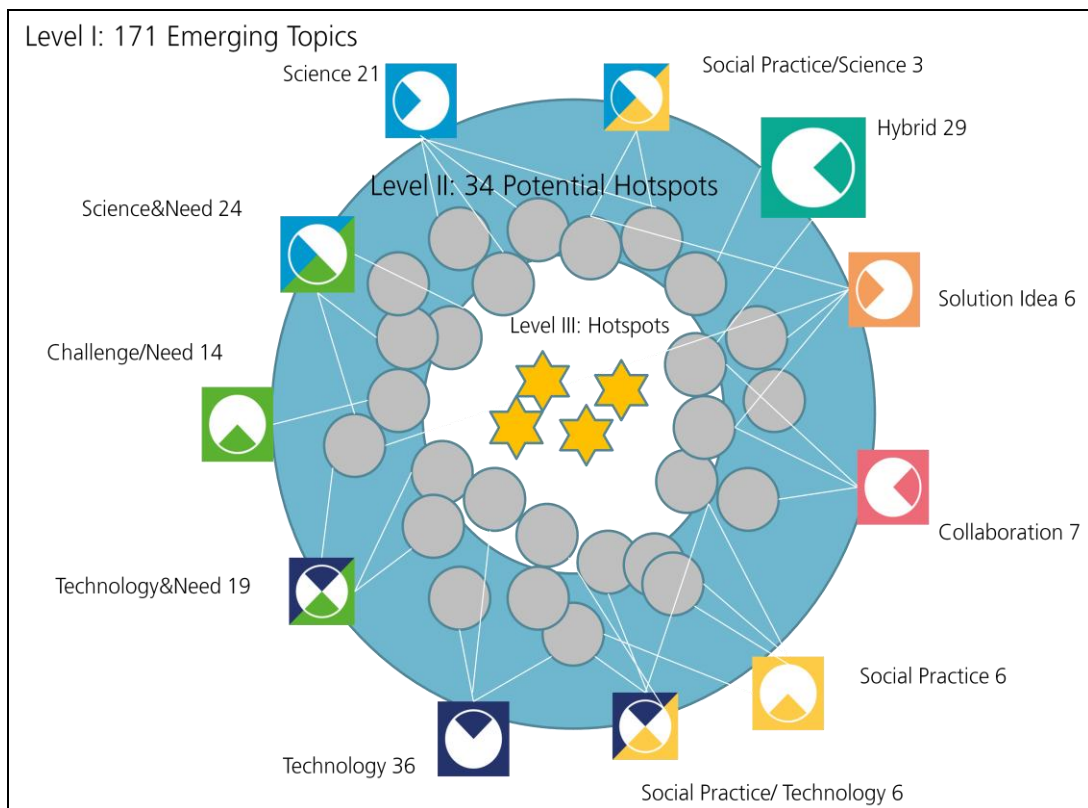 Level I: 171 Emerging Topics
Science 21
Social Practice/Science 3
Hybrid 29
Level II: 34 Potential Hotspots
Science&Need 24
Solution Idea 6
Level III: Hotspots
Challenge/Need 14
Collaboration 7
Technology&Need 19
Social Practice 6
Technology 36
Social Practice/ Technology 6